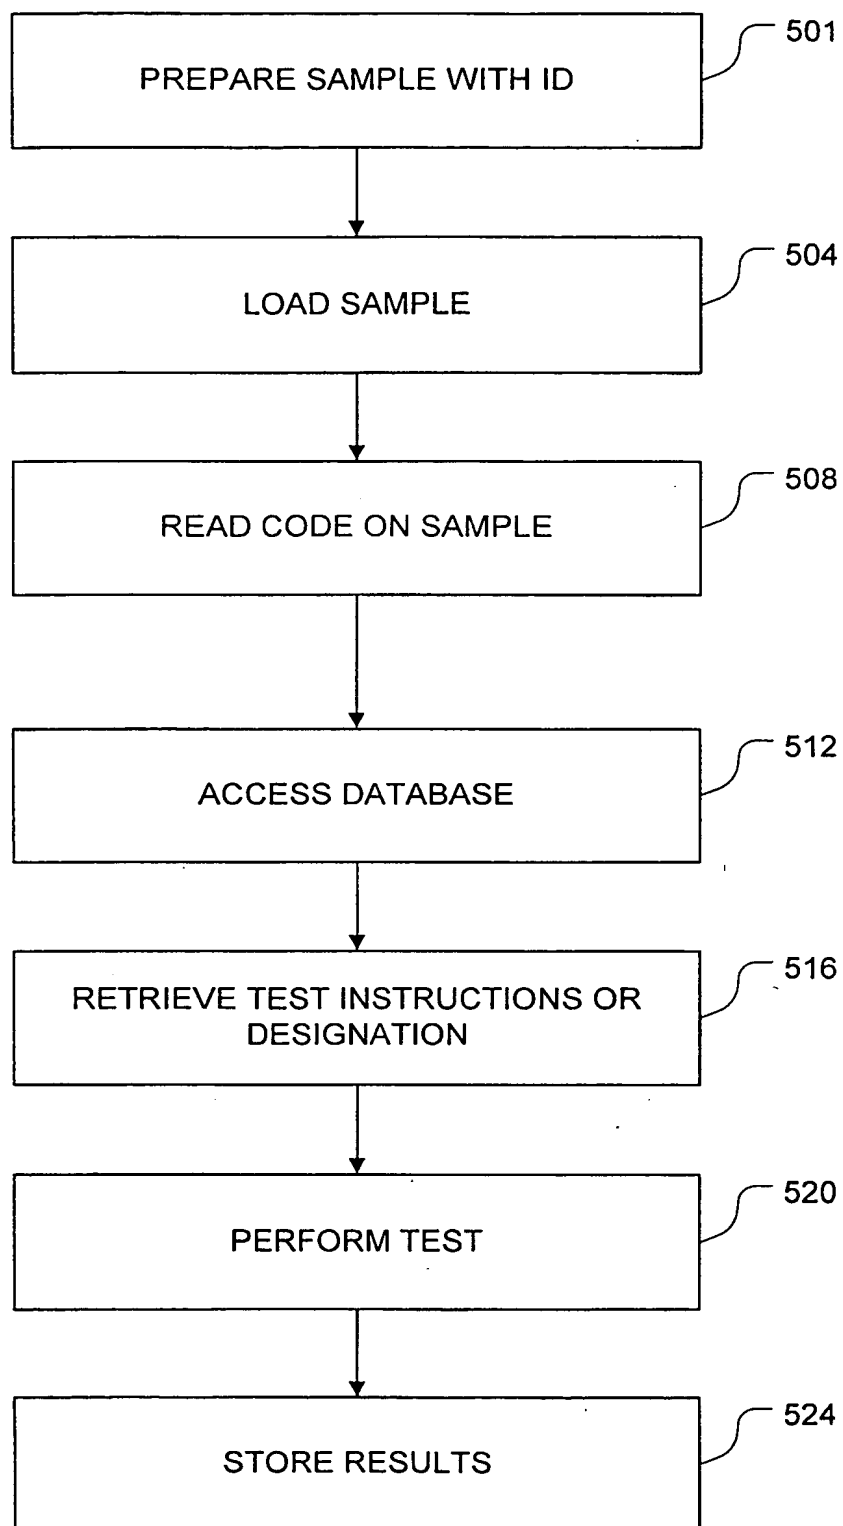 501
PREPARE SAMPLE WITH ID
504
LOAD SAMPLE
508
READ CODE ON SAMPLE
512
ACCESS DATABASE
516
RETRIEVE TEST INSTRUCTIONS OR
DESIGNATION
520
PERFORM TEST
524
STORE RESULTS